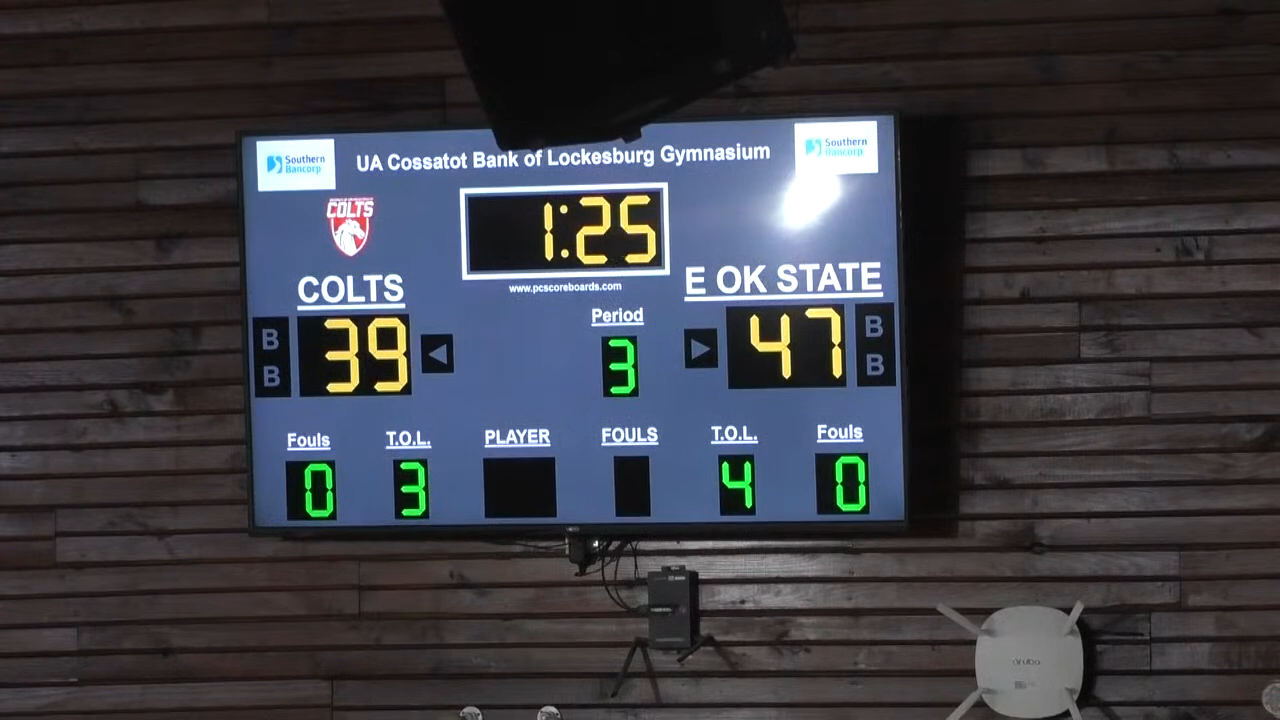 Southern
Bancorp
UA Cossatot Bank of Lockesburg Gymnasium
Southern
Bancorp
COLTS
1:25
www.pcscoreboards.com
COLTS
E OK STATE
Period
B
B
39
3
47
B
B
Fouls
T.O.L.
PLAYER
FOULS
T.O.L.
Fouls
0
3
4
0
aruba